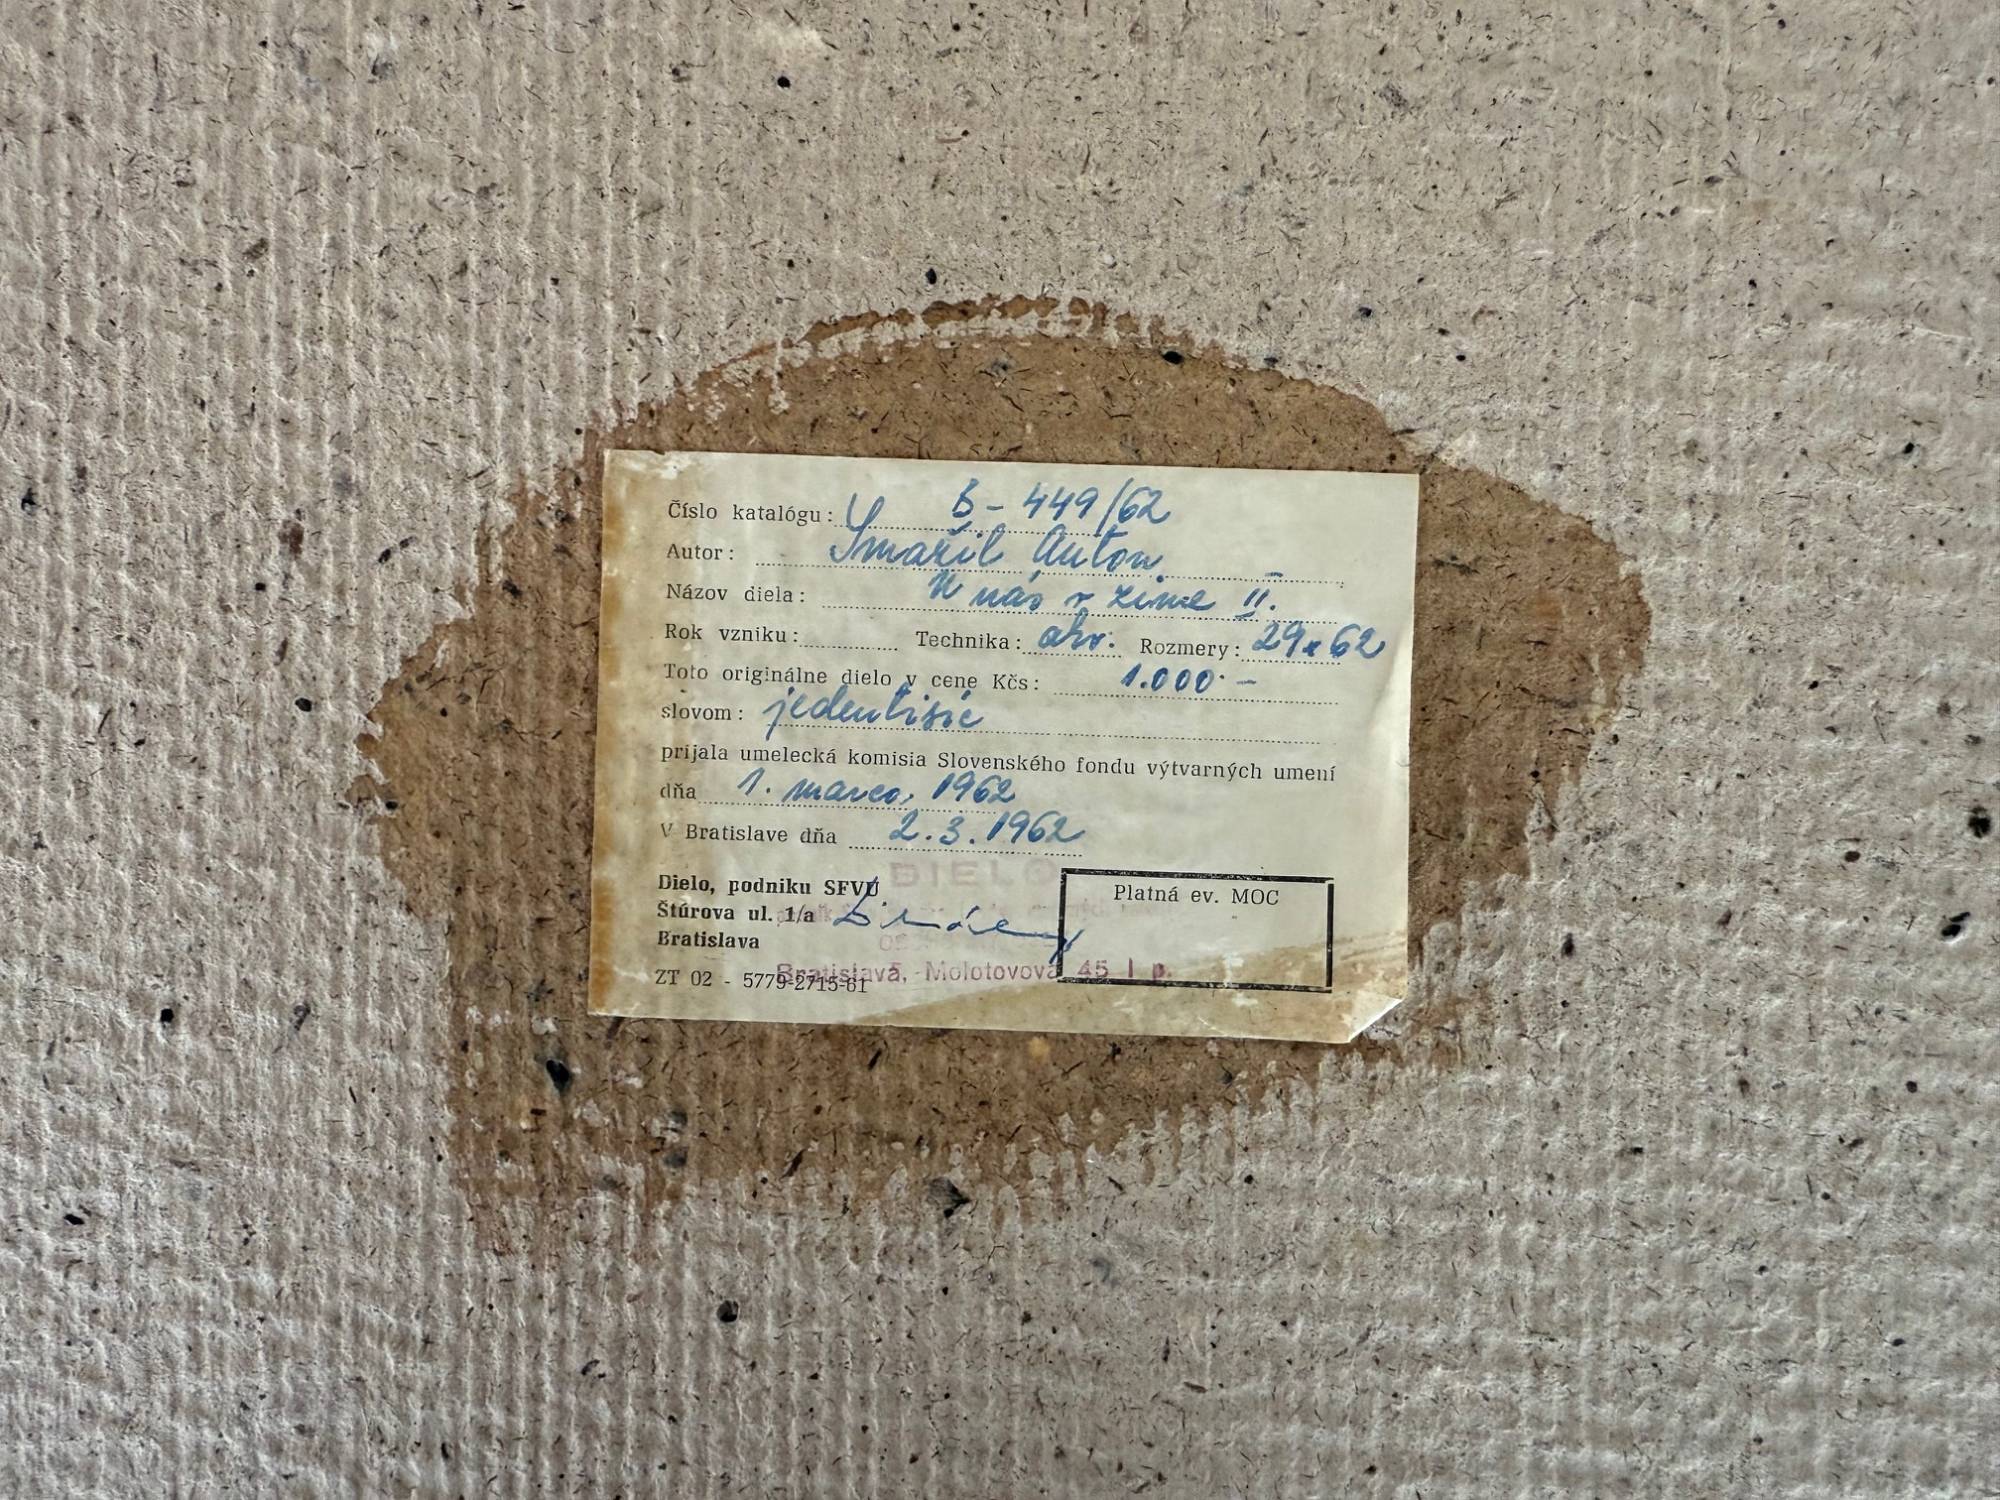 Číslo katalógu: B - 449/62
Autor: Smažil Anton
Názov diela: U nás v zime II.
Rok vzniku: Technika: akv. Rozmery: 29x62
Toto originálne dielo v cene Kčs: 1.000·-
slovom: jedentisíc
prijala umelecká komisia Slovenského fondu výtvarných umení
dňa 1. marca, 1962
V Bratislave dňa 2.3.1962
DIELO
Dielo, podniku SFVU
Platná ev. MOC
Štúrova ul. 1/a
Bratislava
Bratislava, Molotovova 45 I p.
ZT 02 - 5779-2715-61